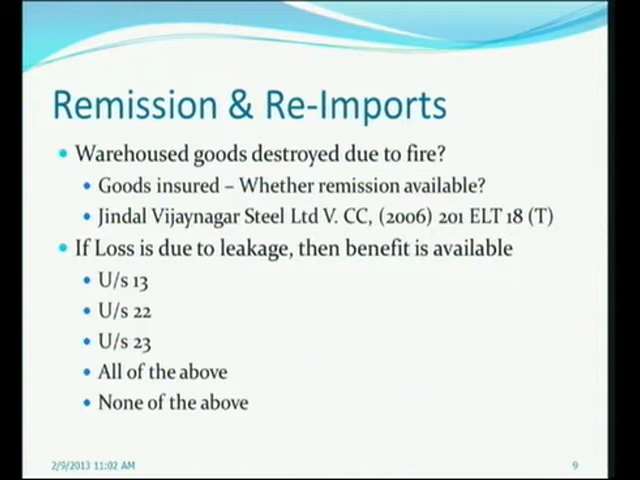 Remission & Re-Imports
Warehoused goods destroyed due to fire?
Goods insured – Whether remission available?
Jindal Vijaynagar Steel Ltd V. CC, (2006) 201 ELT 18 (T)
If Loss is due to leakage, then benefit is available
U/s 13
U/s 22
U/s 23
All of the above
None of the above
2/9/2013 11:02 AM
9